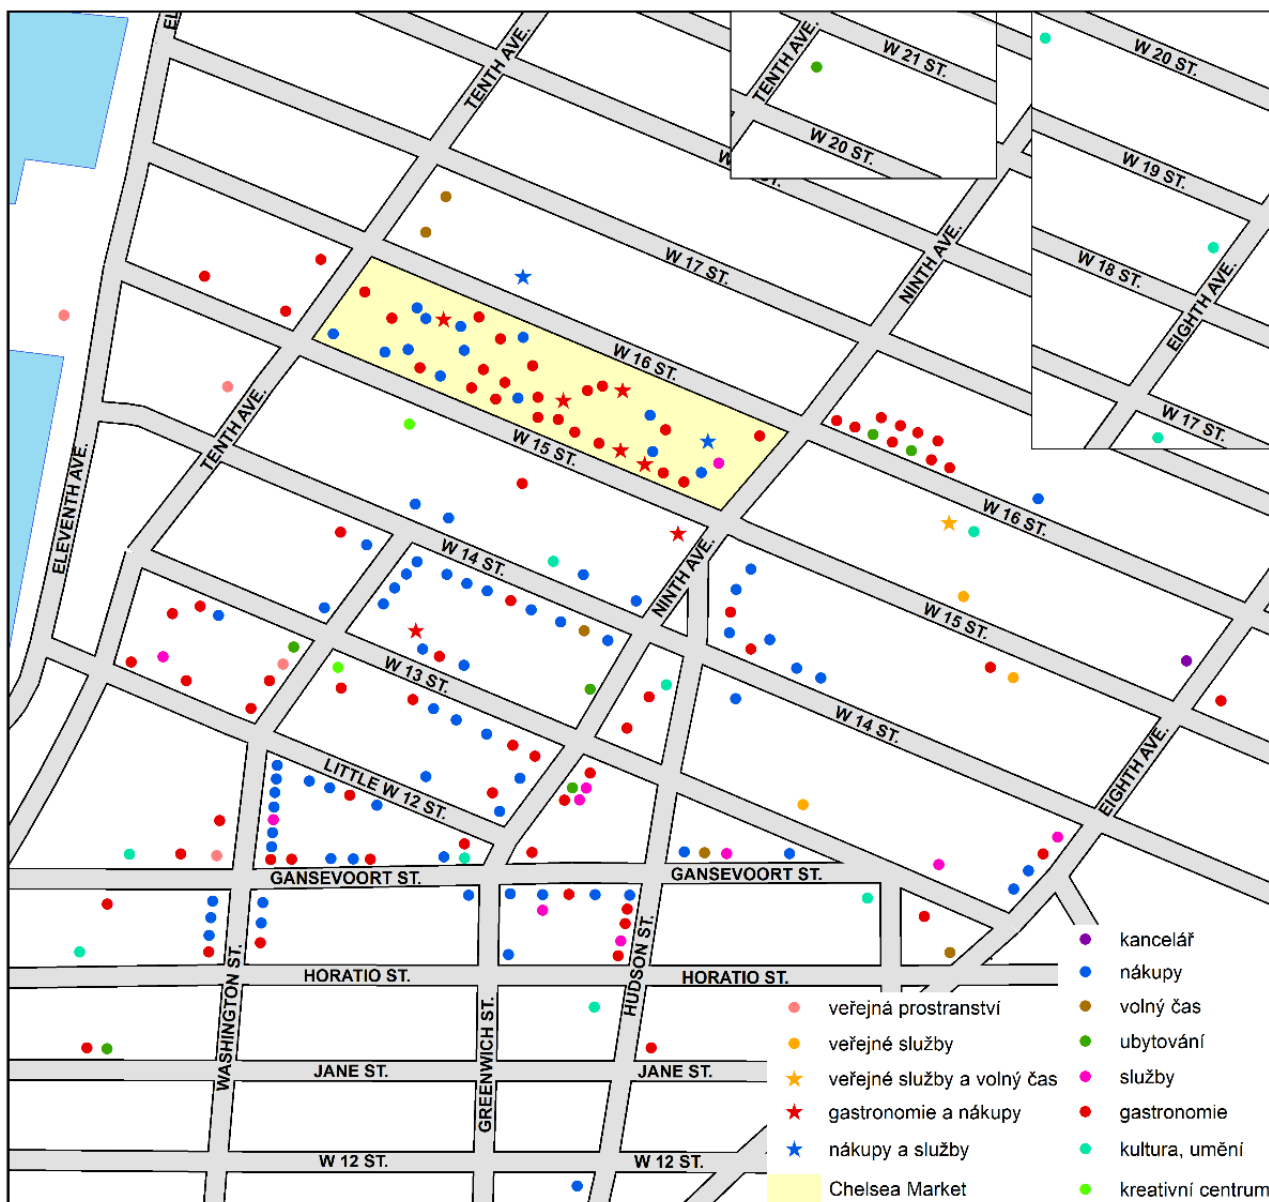 TENTH AVE.
TENTH AVE.
W 21 ST.
W 20 ST.
W 20 ST.
W 19 ST.
W 18 ST.
EIGHTH AVE.
W 17 ST.
W 17 ST.
NINTH AVE.
W 16 ST.
W 15 ST.
TENTH AVE.
ELEVENTH AVE.
W 16 ST.
W 14 ST.
NINTH AVE.
W 15 ST.
W 13 ST.
W 14 ST.
EIGHTH AVE.
LITTLE W 12 ST.
GANSEVOORT ST.
GANSEVOORT ST.
WASHINGTON ST.
HORATIO ST.
HUDSON ST.
HORATIO ST.
GREENWICH ST.
JANE ST.
JANE ST.
W 12 ST.
W 12 ST.
veřejná prostranství
veřejné služby
veřejné služby a volný čas
gastronomie a nákupy
nákupy a služby
Chelsea Market
kancelář
nákupy
volný čas
ubytování
služby
gastronomie
kultura, umění
kreativní centrum